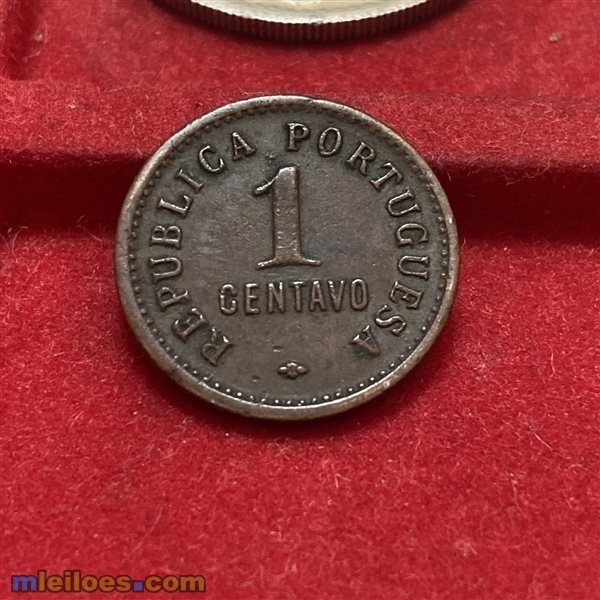 REPUBLICA PORTUGUESA
1
CENTAVO
mleiloes.com